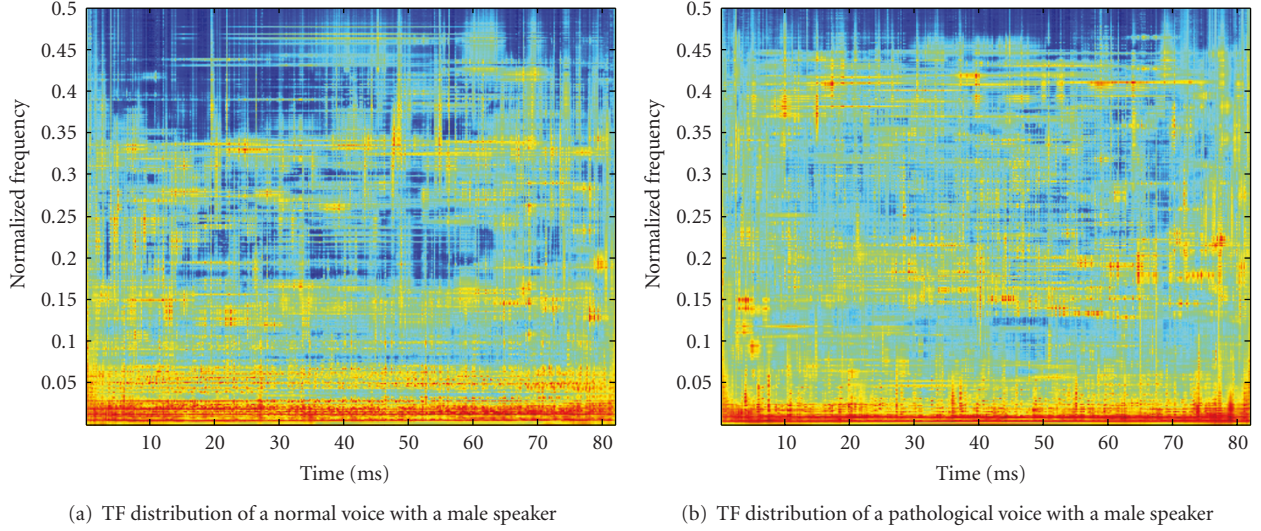 0.5
0.45
0.4
0.35
0.3
0.25
0.2
0.15
0.1
0.05
Normalized frequency
10 20 30 40 50 60 70 80
Time (ms)
(a) TF distribution of a normal voice with a male speaker
0.5
0.45
0.4
0.35
0.3
0.25
0.2
0.15
0.1
0.05
Normalized frequency
10 20 30 40 50 60 70 80
Time (ms)
(b) TF distribution of a pathological voice with a male speaker